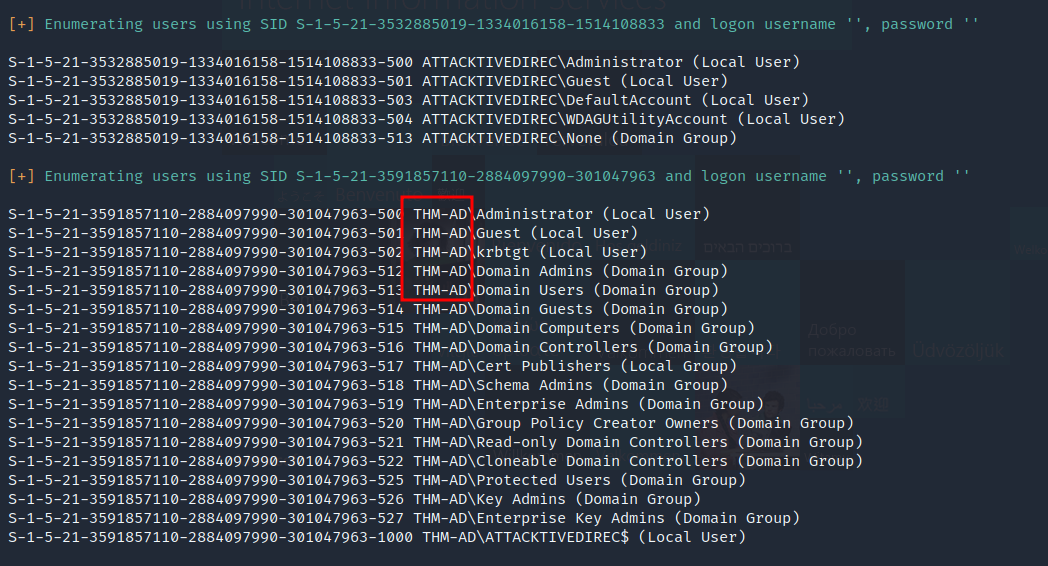 [+] Enumerating users using SID S-1-5-21-3532885019-1334016158-1514108833 and logon username '', password ''
S-1-5-21-3532885019-1334016158-1514108833-500 ATTACKTIVEDIREC\Administrator (Local User)
S-1-5-21-3532885019-1334016158-1514108833-501 ATTACKTIVEDIREC\Guest (Local User)
S-1-5-21-3532885019-1334016158-1514108833-503 ATTACKTIVEDIREC\DefaultAccount (Local User)
S-1-5-21-3532885019-1334016158-1514108833-504 ATTACKTIVEDIREC\WDAGUtilityAccount (Local User)
S-1-5-21-3532885019-1334016158-1514108833-513 ATTACKTIVEDIREC\None (Domain Group)
[+] Enumerating users using SID S-1-5-21-3591857110-2884097990-301047963 and logon username '', password ''
S-1-5-21-3591857110-2884097990-301047963-500 THM-AD\Administrator (Local User)
S-1-5-21-3591857110-2884097990-301047963-501 THM-AD\Guest (Local User)
S-1-5-21-3591857110-2884097990-301047963-502 THM-AD\krbtgt (Local User)
S-1-5-21-3591857110-2884097990-301047963-512 THM-AD\Domain Admins (Domain Group)
S-1-5-21-3591857110-2884097990-301047963-513 THM-AD\Domain Users (Domain Group)
S-1-5-21-3591857110-2884097990-301047963-514 THM-AD\Domain Guests (Domain Group)
S-1-5-21-3591857110-2884097990-301047963-515 THM-AD\Domain Computers (Domain Group)
S-1-5-21-3591857110-2884097990-301047963-516 THM-AD\Domain Controllers (Domain Group)
S-1-5-21-3591857110-2884097990-301047963-517 THM-AD\Cert Publishers (Local Group)
S-1-5-21-3591857110-2884097990-301047963-518 THM-AD\Schema Admins (Domain Group)
S-1-5-21-3591857110-2884097990-301047963-519 THM-AD\Enterprise Admins (Domain Group)
S-1-5-21-3591857110-2884097990-301047963-520 THM-AD\Group Policy Creator Owners (Domain Group)
S-1-5-21-3591857110-2884097990-301047963-521 THM-AD\Read-only Domain Controllers (Domain Group)
S-1-5-21-3591857110-2884097990-301047963-522 THM-AD\Cloneable Domain Controllers (Domain Group)
S-1-5-21-3591857110-2884097990-301047963-525 THM-AD\Protected Users (Domain Group)
S-1-5-21-3591857110-2884097990-301047963-526 THM-AD\Key Admins (Domain Group)
S-1-5-21-3591857110-2884097990-301047963-527 THM-AD\Enterprise Key Admins (Domain Group)
S-1-5-21-3591857110-2884097990-301047963-1000 THM-AD\ATTACKTIVEDIREC$ (Local User)
ברוכים הבאים
Добро
пожаловать
Üdvözöljük